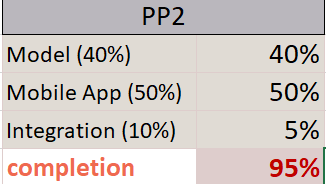 PP2
Model (40%) 40%
Mobile App (50%) 50%
Integration (10%) 5%
completion 95%